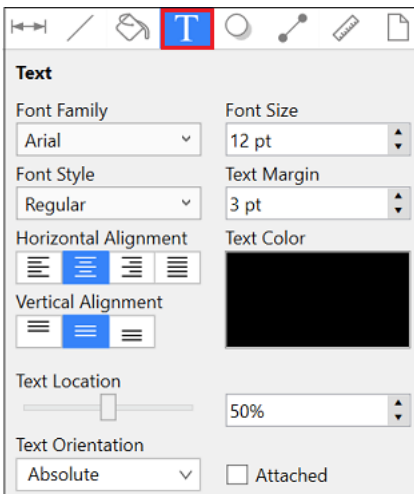 T
Text
Font Family Font Size
Arial 12 pt
Font Style Text Margin
Regular 3 pt
Horizontal Alignment Text Color
Vertical Alignment
Text Location
50%
Text Orientation
Absolute Attached